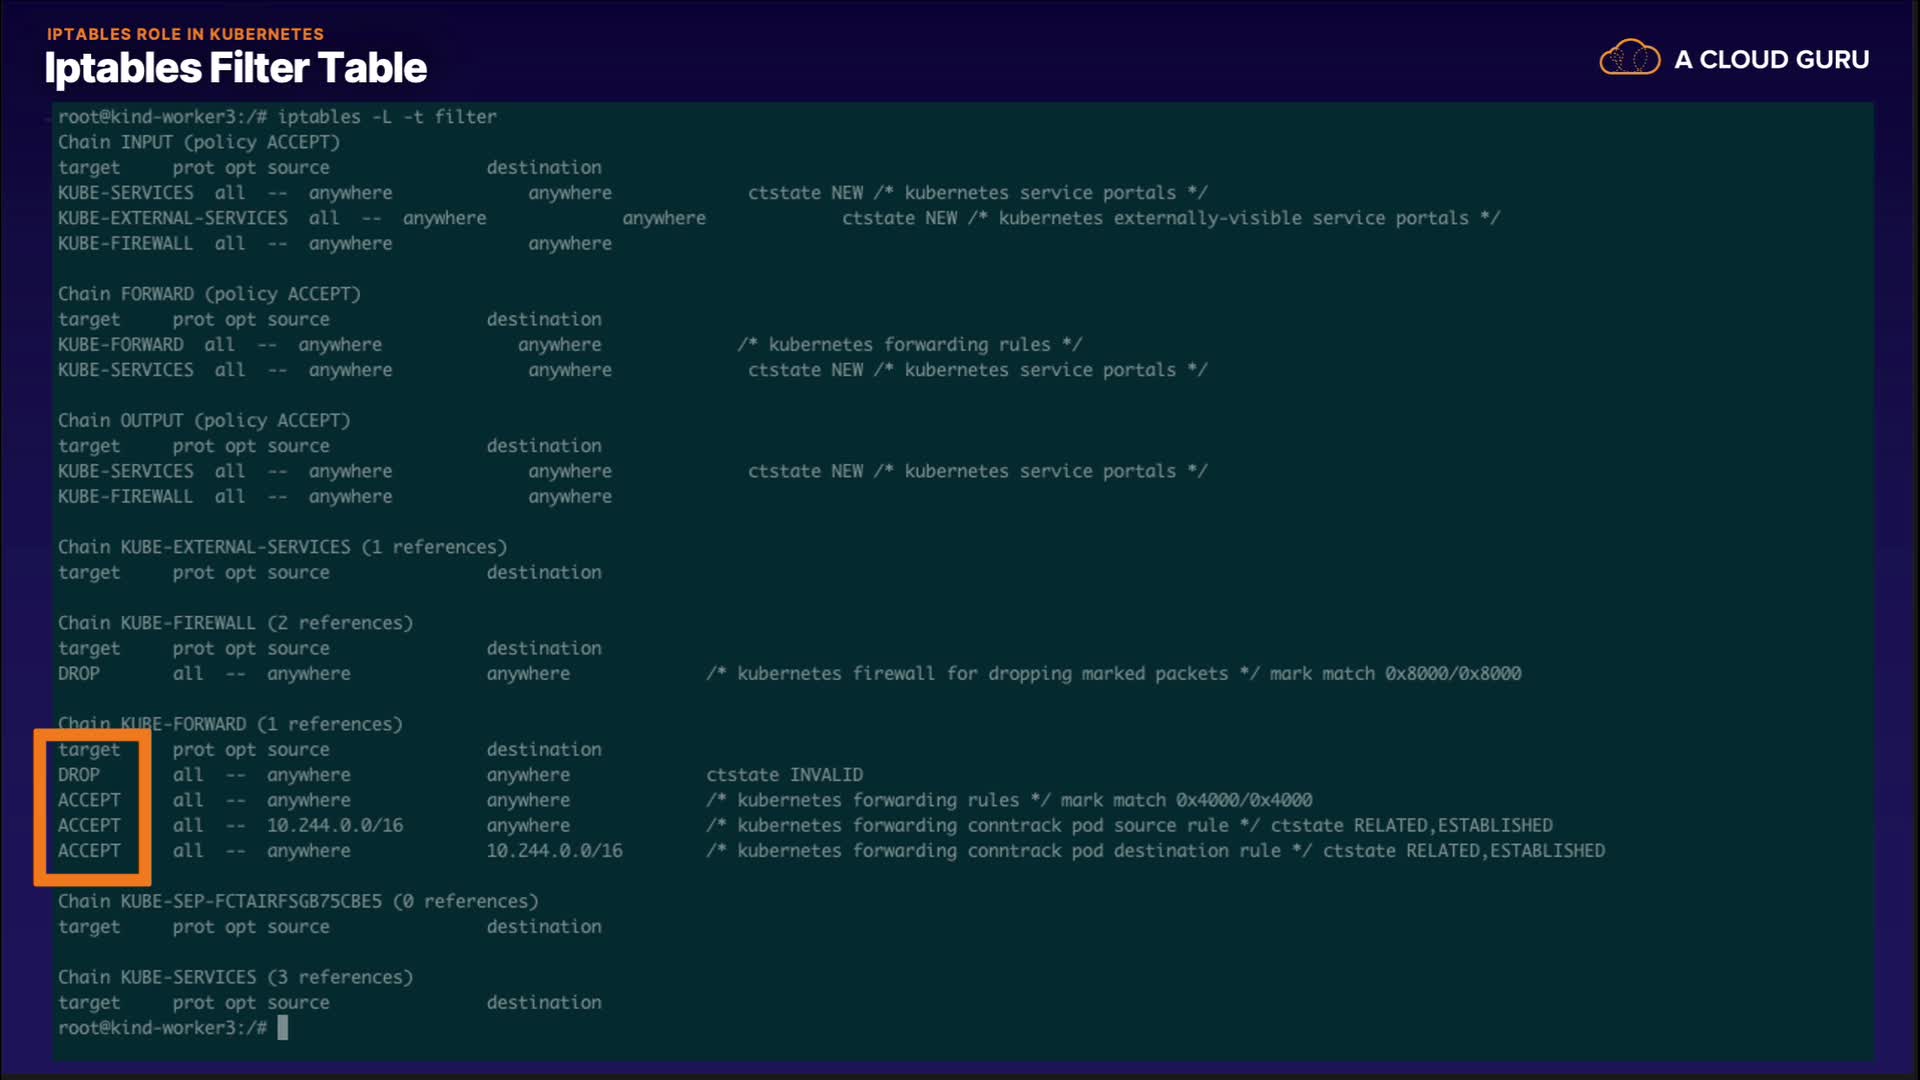 IPTABLES ROLE IN KUBERNETES
Iptables Filter Table
A CLOUD GURU
root@kind-worker3:/# iptables -L -t filter
Chain INPUT (policy ACCEPT)
target     prot opt source               destination
KUBE-SERVICES  all  --  anywhere             anywhere             ctstate NEW /* kubernetes service portals */
KUBE-EXTERNAL-SERVICES  all  --  anywhere             anywhere             ctstate NEW /* kubernetes externally-visible service portals */
KUBE-FIREWALL  all  --  anywhere             anywhere
Chain FORWARD (policy ACCEPT)
target     prot opt source               destination
KUBE-FORWARD  all  --  anywhere             anywhere             /* kubernetes forwarding rules */
KUBE-SERVICES  all  --  anywhere             anywhere             ctstate NEW /* kubernetes service portals */
Chain OUTPUT (policy ACCEPT)
target     prot opt source               destination
KUBE-SERVICES  all  --  anywhere             anywhere             ctstate NEW /* kubernetes service portals */
KUBE-FIREWALL  all  --  anywhere             anywhere
Chain KUBE-EXTERNAL-SERVICES (1 references)
target     prot opt source               destination
Chain KUBE-FIREWALL (2 references)
target     prot opt source               destination
DROP       all  --  anywhere             anywhere             /* kubernetes firewall for dropping marked packets */ mark match 0x8000/0x8000
Chain KUBE-FORWARD (1 references)
target     prot opt source               destination
DROP       all  --  anywhere             anywhere             ctstate INVALID
ACCEPT     all  --  anywhere             anywhere             /* kubernetes forwarding rules */ mark match 0x4000/0x4000
ACCEPT     all  --  10.244.0.0/16        anywhere             /* kubernetes forwarding conntrack pod source rule */ ctstate RELATED,ESTABLISHED
ACCEPT     all  --  anywhere             10.244.0.0/16        /* kubernetes forwarding conntrack pod destination rule */ ctstate RELATED,ESTABLISHED
Chain KUBE-SEP-FCTAIRFSGB75CBE5 (0 references)
target     prot opt source               destination
Chain KUBE-SERVICES (3 references)
target     prot opt source               destination
root@kind-worker3:/#